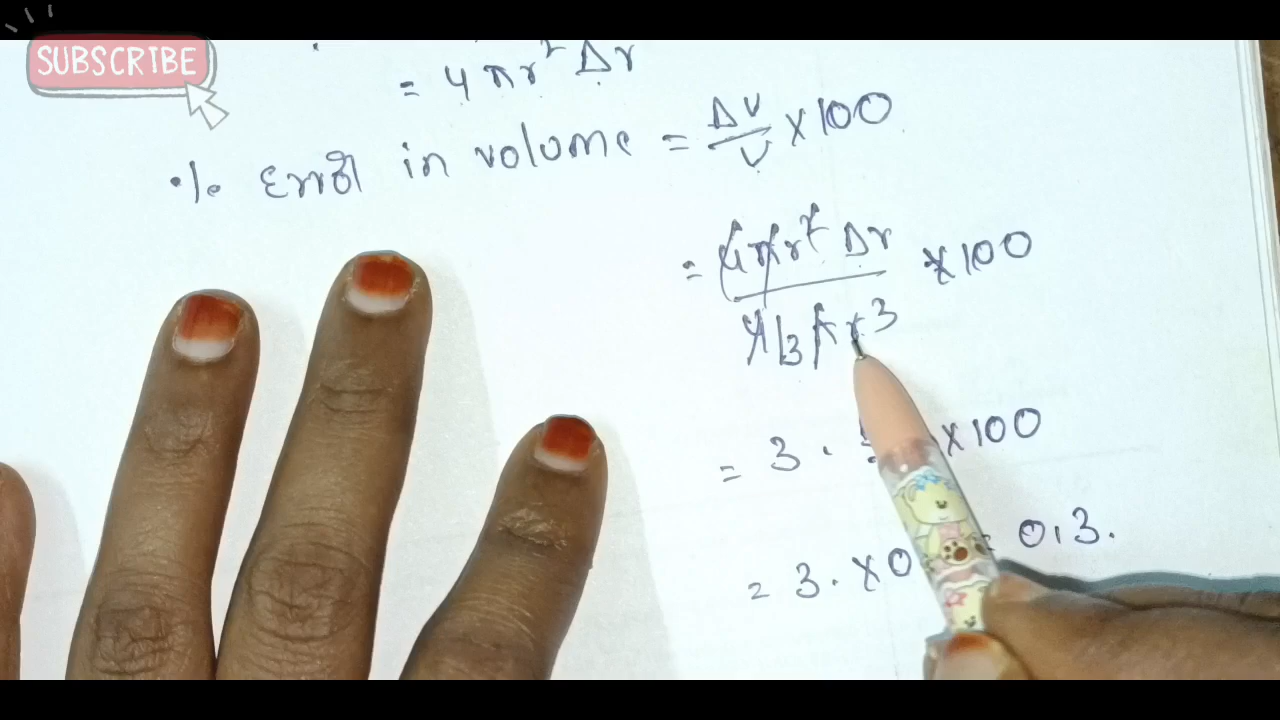 SUBSCRIBE
= 4πr² Δr
% Error in volume = ΔV/V × 100
= 4πr² Δr / 4/3 πr³ × 100
= 3 . × 100
= 3 . × 0 = 0.3.